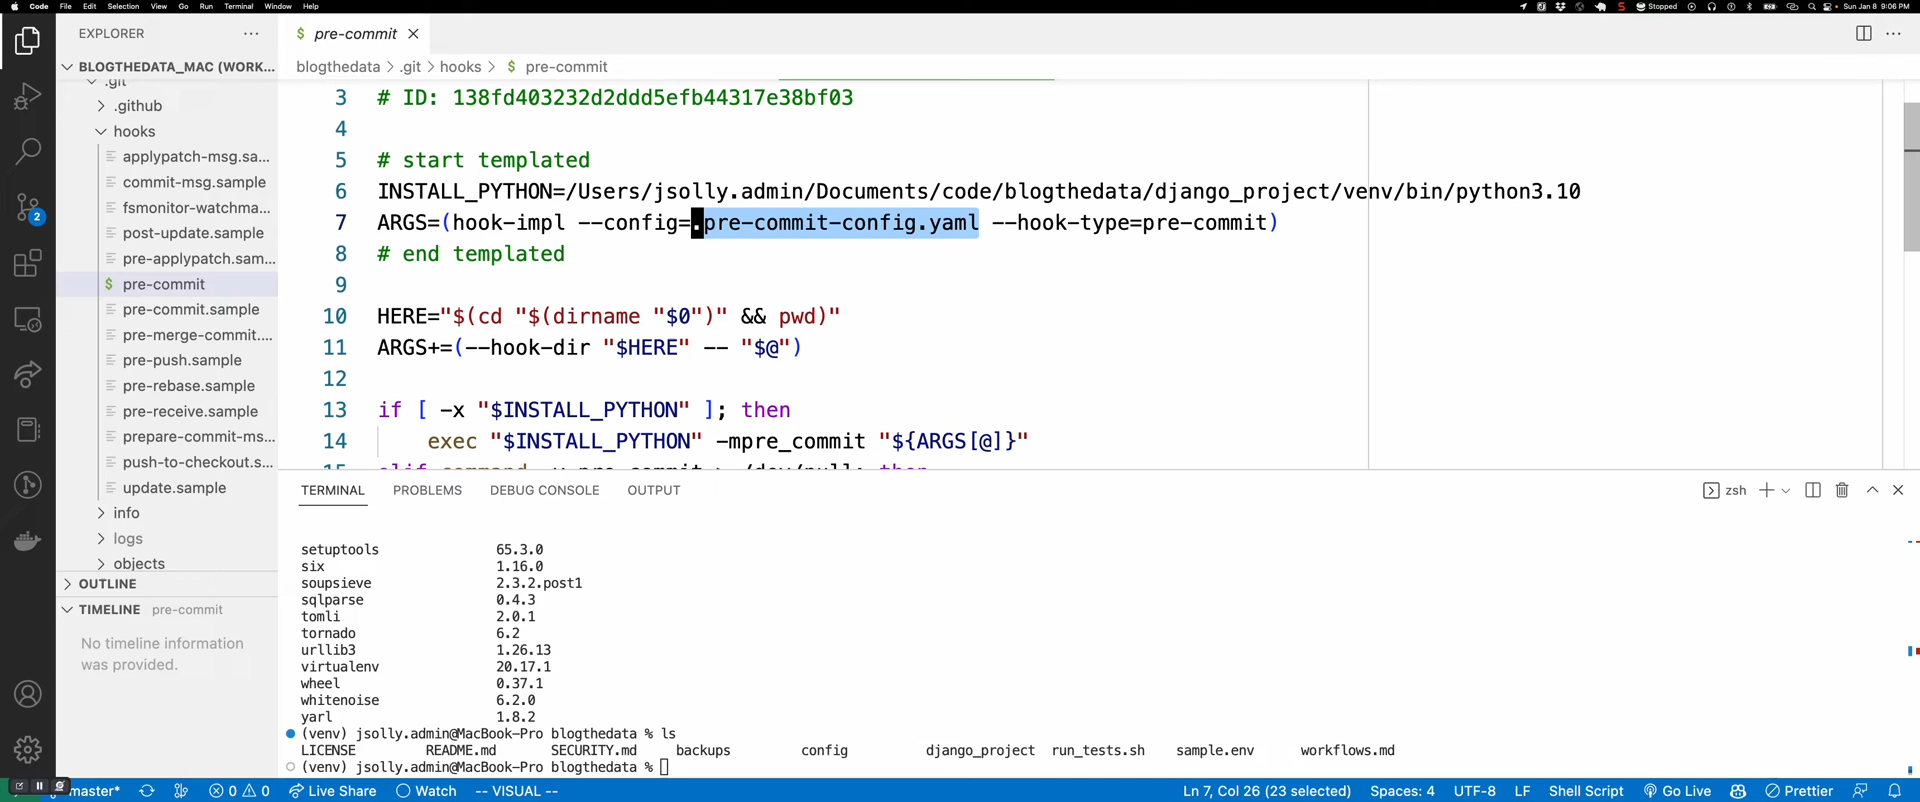 Code File Edit Selection View Go Run Terminal Window Help
Stopped
Sun Jan 8 9:06 PM
EXPLORER
···
BLOGTHEDATA_MAC (WORK...
.git
.github
hooks
applypatch-msg.sa...
commit-msg.sample
fsmonitor-watchma...
post-update.sample
pre-applypatch.sam...
$ pre-commit
pre-commit.sample
pre-merge-commit....
pre-push.sample
pre-rebase.sample
pre-receive.sample
prepare-commit-ms...
push-to-checkout.s...
update.sample
info
logs
objects
OUTLINE
TIMELINE pre-commit
No timeline information
was provided.
2
$ pre-commit
blogthedata > .git > hooks > $ pre-commit
3 # ID: 138fd403232d2ddd5efb44317e38bf03
4
5 # start templated
6 INSTALL_PYTHON=/Users/jsolly.admin/Documents/code/blogthedata/django_project/venv/bin/python3.10
7 ARGS=(hook-impl --config=.pre-commit-config.yaml --hook-type=pre-commit)
8 # end templated
9
10 HERE="$(cd "$(dirname "$0")" && pwd)"
11 ARGS+=(--hook-dir "$HERE" -- "$@")
12
13 if [ -x "$INSTALL_PYTHON" ]; then
14 exec "$INSTALL_PYTHON" -mpre_commit "${ARGS[@]}"
15 elif command -v pre-commit > /dev/null; then
TERMINAL PROBLEMS DEBUG CONSOLE OUTPUT
zsh
setuptools 65.3.0
six 1.16.0
soupsieve 2.3.2.post1
sqlparse 0.4.3
tomli 2.0.1
tornado 6.2
urllib3 1.26.13
virtualenv 20.17.1
wheel 0.37.1
whitenoise 6.2.0
yarl 1.8.2
(venv) jsolly.admin@MacBook-Pro blogthedata % ls
LICENSE README.md SECURITY.md backups config django_project run_tests.sh sample.env workflows.md
(venv) jsolly.admin@MacBook-Pro blogthedata %
master* 0 0 Live Share Watch -- VISUAL -- Ln 7, Col 26 (23 selected) Spaces: 4 UTF-8 LF Shell Script Go Live Prettier